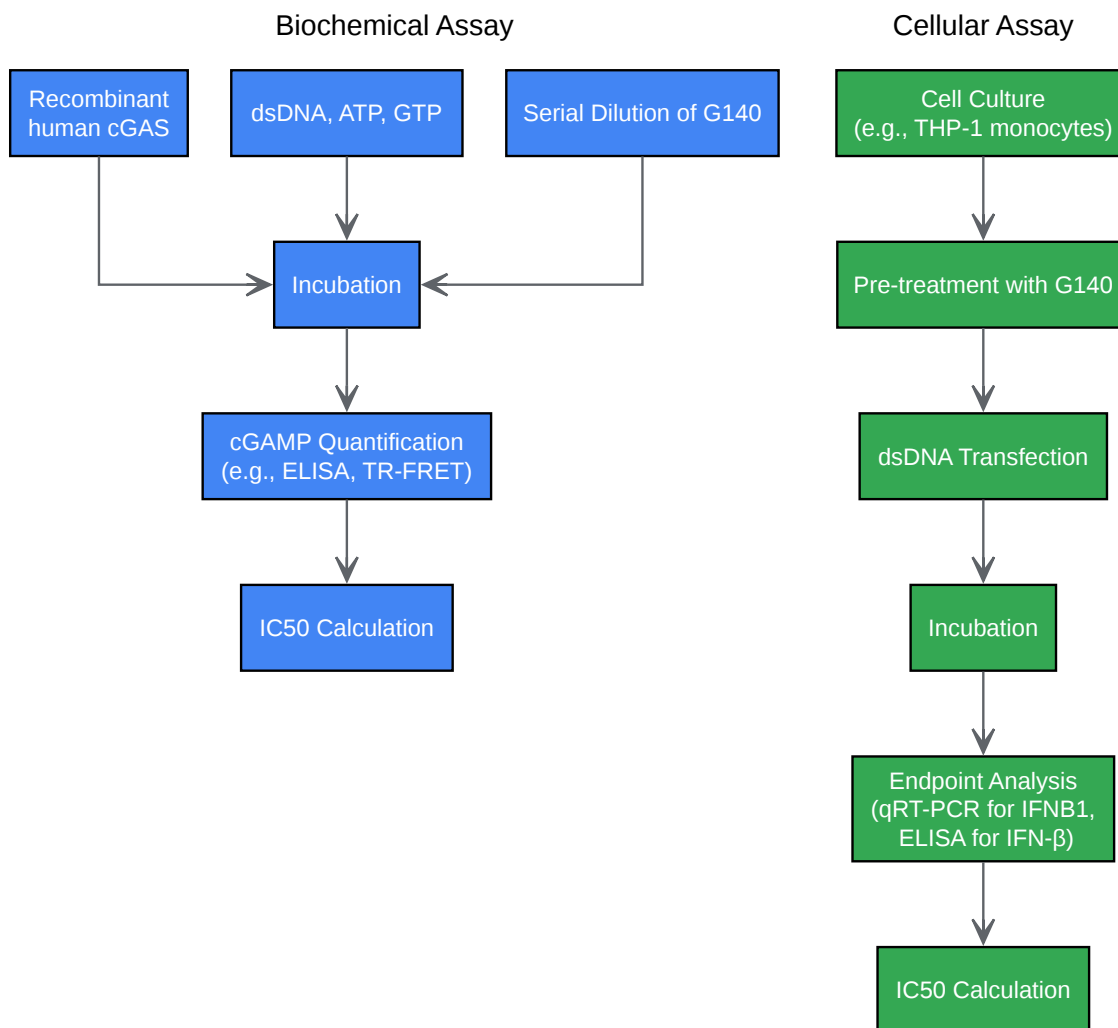 Biochemical Assay
Recombinant
human cGAS
dsDNA, ATP, GTP
Serial Dilution of G140
Incubation
cGAMP Quantification
(e.g., ELISA, TR-FRET)
IC50 Calculation
Cellular Assay
Cell Culture
(e.g., THP-1 monocytes)
Pre-treatment with G140
dsDNA Transfection
Incubation
Endpoint Analysis
(qRT-PCR for IFNB1,
ELISA for IFN-β)
IC50 Calculation